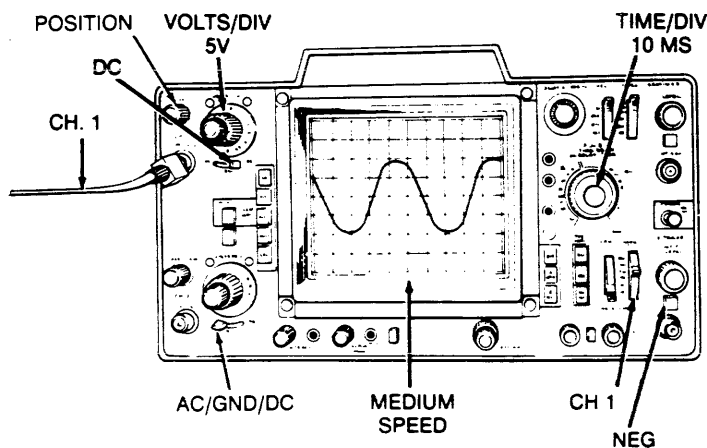 POSITION
VOLTS/DIV
5V
TIME/DIV
10 MS
DC
CH. 1
AC/GND/DC
MEDIUM
SPEED
CH 1
NEG